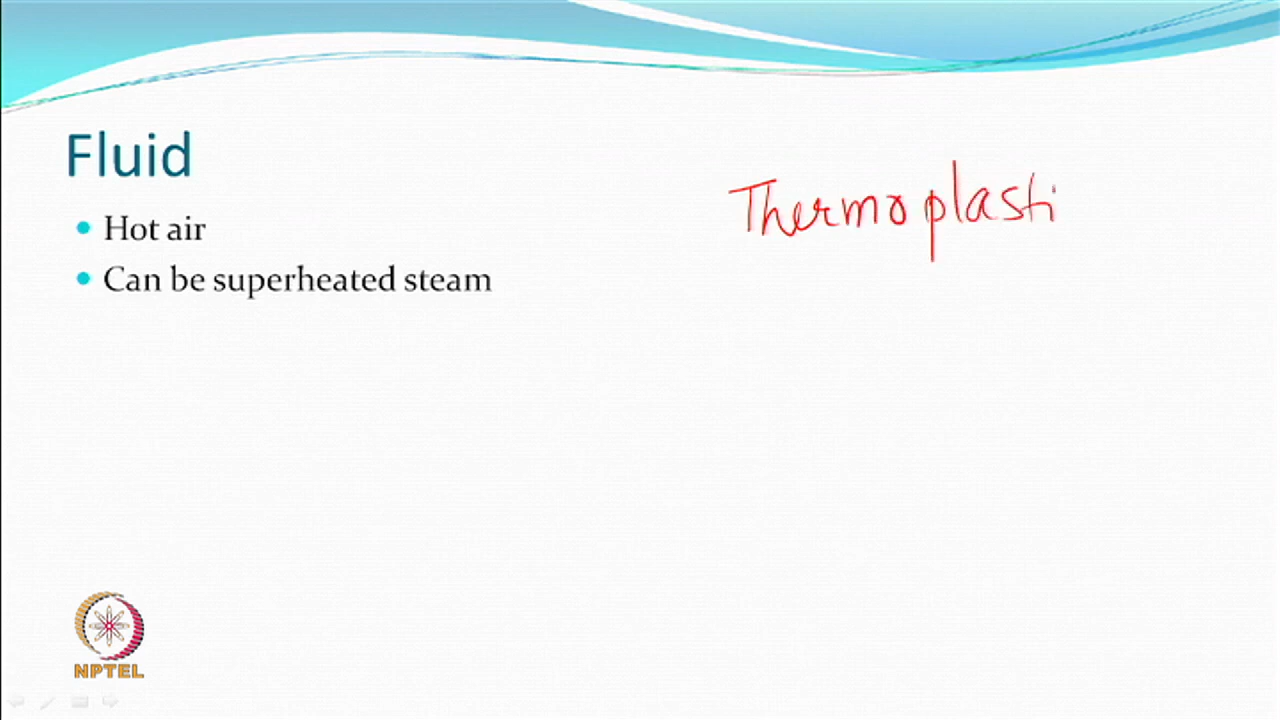 Fluid
Thermoplasti
• Hot air
• Can be superheated steam
NPTEL